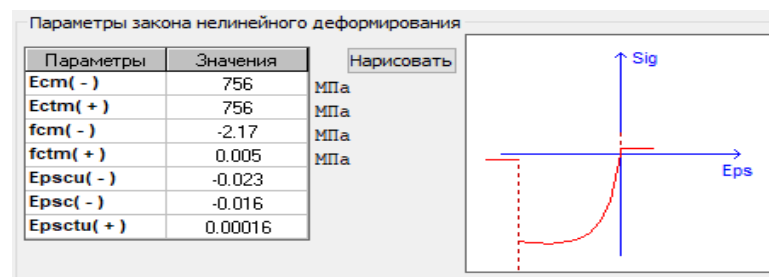 Параметры закона нелинейного деформирования
Параметры Значения Нарисовать
Ecm( - ) 756 МПа
Ectm( + ) 756 МПа
fcm( - ) -2.17 МПа
fctm( + ) 0.005 МПа
Epscu( - ) -0.023
Epsc( - ) -0.016
Epsctu( + ) 0.00016
Sig
Eps